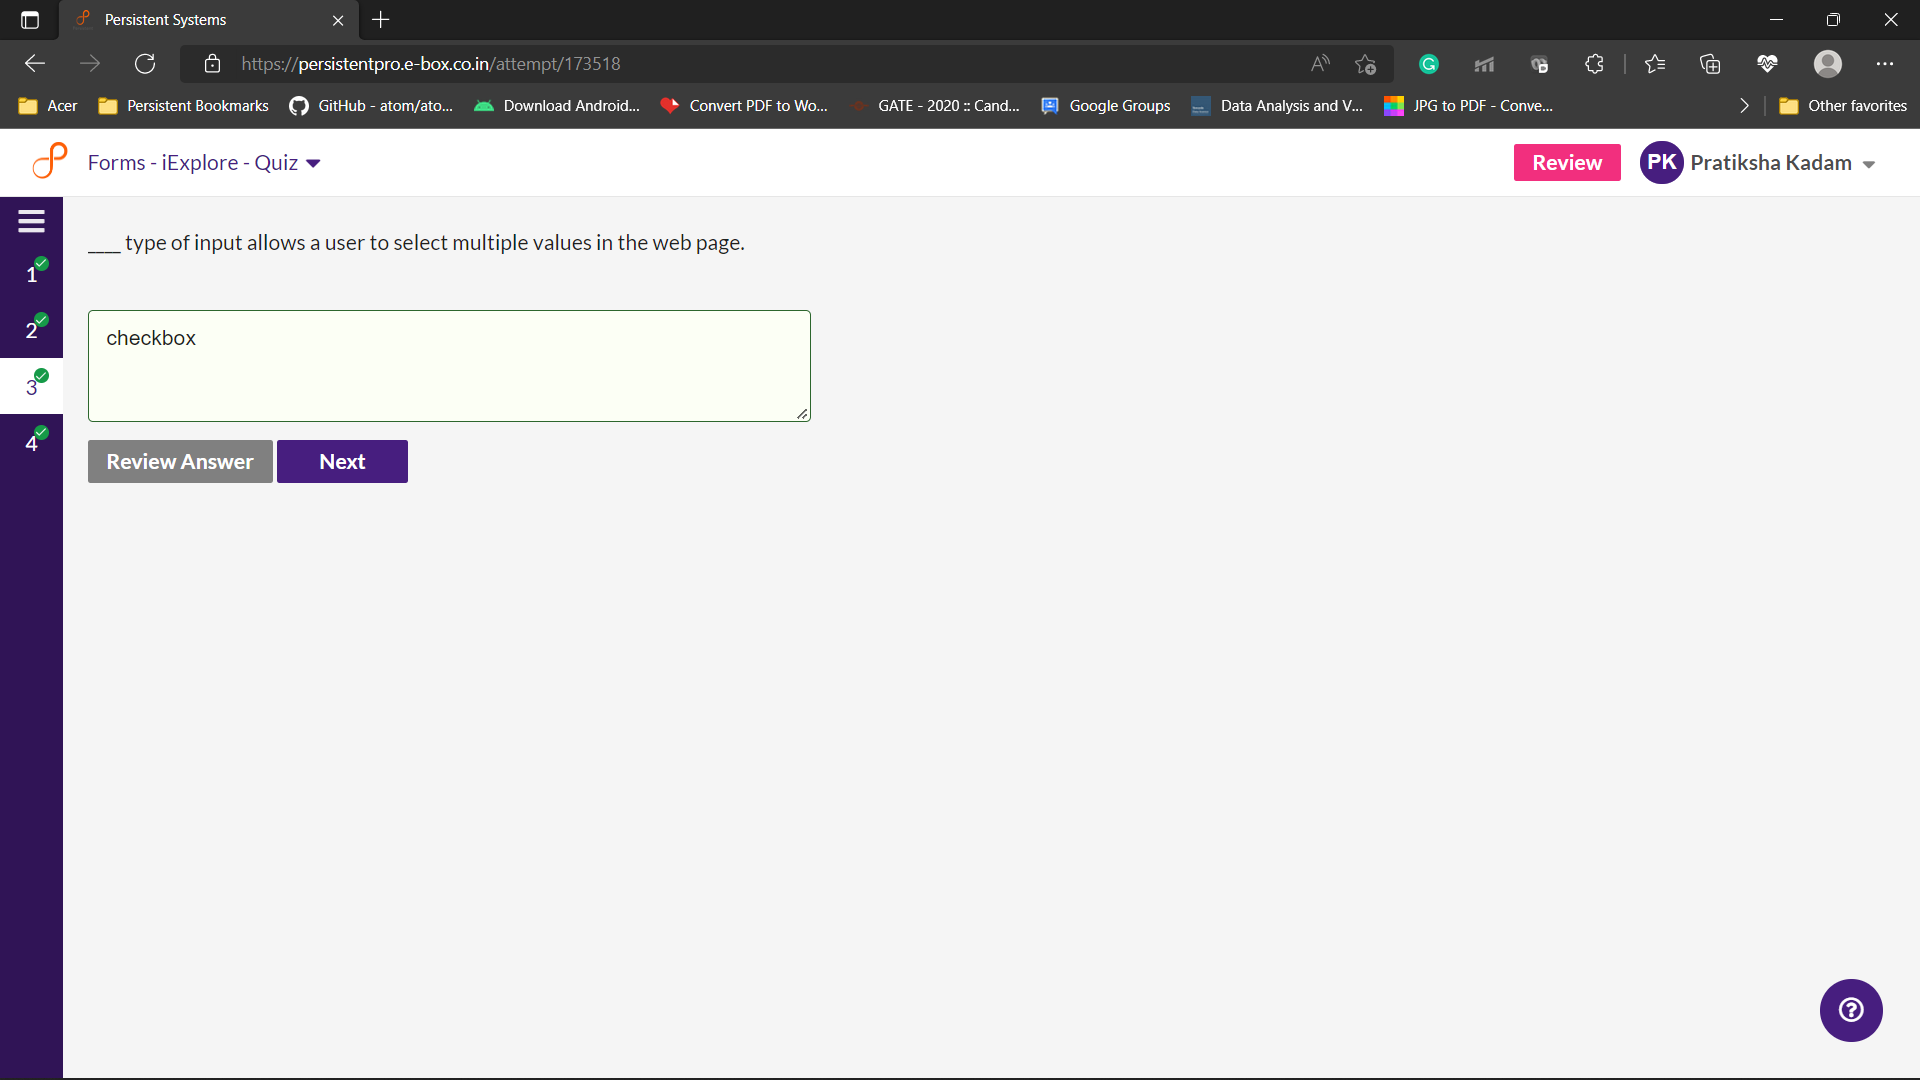 Persistent Systems
https://persistentpro.e-box.co.in/attempt/173518
Acer Persistent Bookmarks GitHub - atom/ato... Download Android... Convert PDF to Wo... GATE - 2020 :: Cand... Google Groups Data Analysis and V... JPG to PDF - Conve... Other favorites
Forms - iExplore - Quiz Review PK Pratiksha Kadam
____ type of input allows a user to select multiple values in the web page.
1
2
checkbox
3
4
Review Answer Next